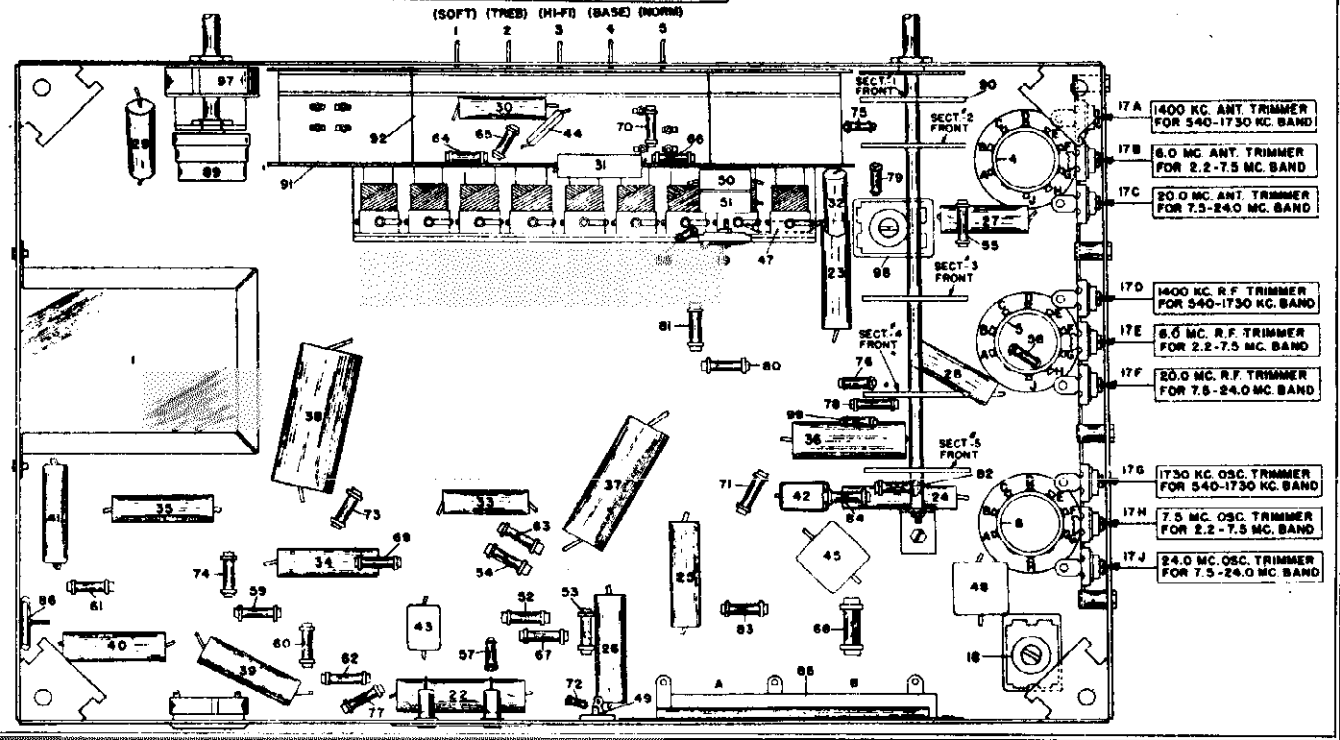 (SOFT) (TREB) (HI-FI) (BASE) (NORM)
1 2 3 4 5
97
89
92
91
30
64
65
44
70
66
31
50
51
47
32
23
75
79
98
SECT.#1 FRONT
90
SECT.#2 FRONT
27
55
SECT.#3 FRONT
4
A B C D E F G H J
17A 1400 KC. ANT. TRIMMER
FOR 540-1730 KC. BAND
17B 6.0 MC. ANT. TRIMMER
FOR 2.2-7.5 MC. BAND
17C 20.0 MC. ANT. TRIMMER
FOR 7.5-24.0 MC. BAND
17D 1400 KC. R.F. TRIMMER
FOR 540-1730 KC. BAND
17E 6.0 MC. R.F. TRIMMER
FOR 2.2-7.5 MC. BAND
17F 20.0 MC. R.F. TRIMMER
FOR 7.5-24.0 MC. BAND
1
81
80
SECT.#4 FRONT
76
78
99
36
5
38
37
SECT.#5 FRONT
82
71
42
84
24
17G 1730 KC. OSC. TRIMMER
FOR 540-1730 KC. BAND
17H 7.5 MC. OSC. TRIMMER
FOR 2.2-7.5 MC. BAND
17J 24.0 MC. OSC. TRIMMER
FOR 7.5-24.0 MC. BAND
6
41
35
73
33
63
54
34
69
74
61
59
86
40
39
60
62
77
43
57
22
52
67
53
26
72
49
25
83
45
68
48
18
85
A B